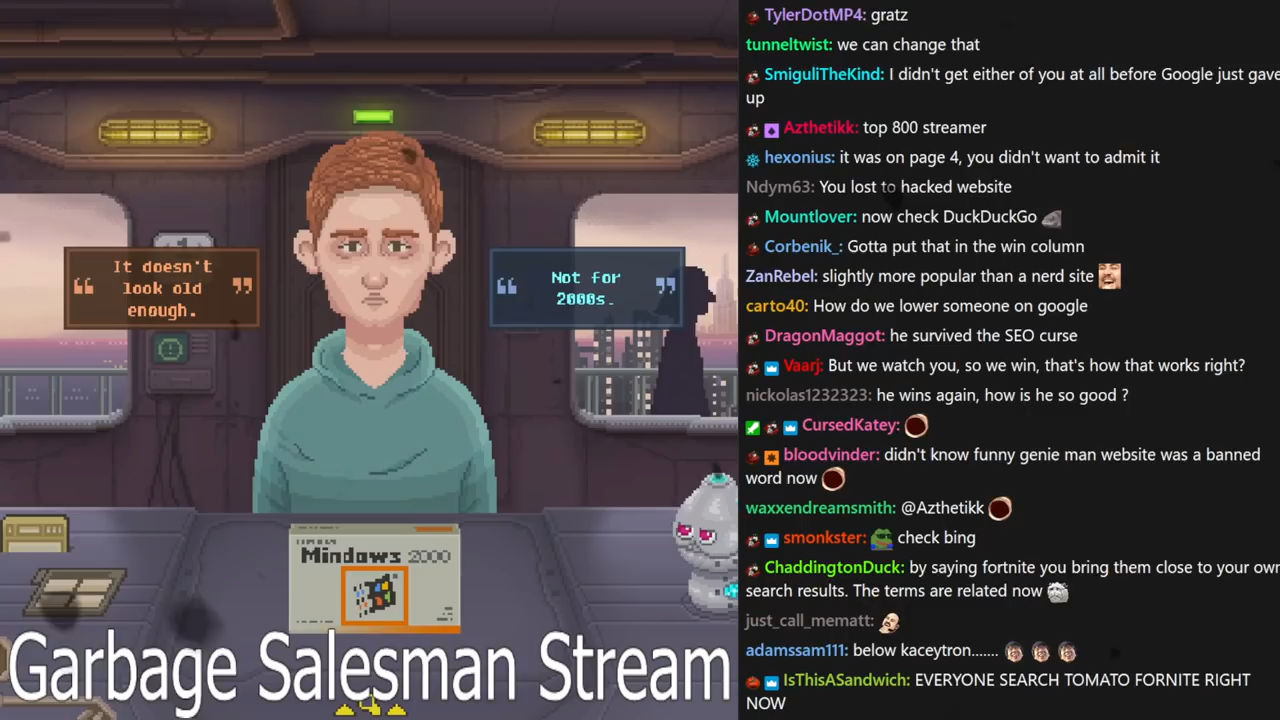 It doesn't
look old
enough.
Not for
2000s.
Mindows 2000
Garbage Salesman Stream
TylerDotMP4: gratz
tunneltwist: we can change that
SmiguliTheKind: I didn't get either of you at all before Google just gave
up
Azthetikk: top 800 streamer
hexonius: it was on page 4, you didn't want to admit it
Ndym63: You lost to hacked website
Mountlover: now check DuckDuckGo
Corbenik_: Gotta put that in the win column
ZanRebel: slightly more popular than a nerd site
carto40: How do we lower someone on google
DragonMaggot: he survived the SEO curse
Vaarj: But we watch you, so we win, that's how that works right?
nickolas1232323: he wins again, how is he so good ?
CursedKatey:
bloodvinder: didn't know funny genie man website was a banned
word now
waxxendreamsmith: @Azthetikk
smonkster: check bing
ChaddingtonDuck: by saying fortnite you bring them close to your own
search results. The terms are related now
just_call_mematt:
adamssam111: below kaceytron.......
IsThisASandwich: EVERYONE SEARCH TOMATO FORNITE RIGHT
NOW